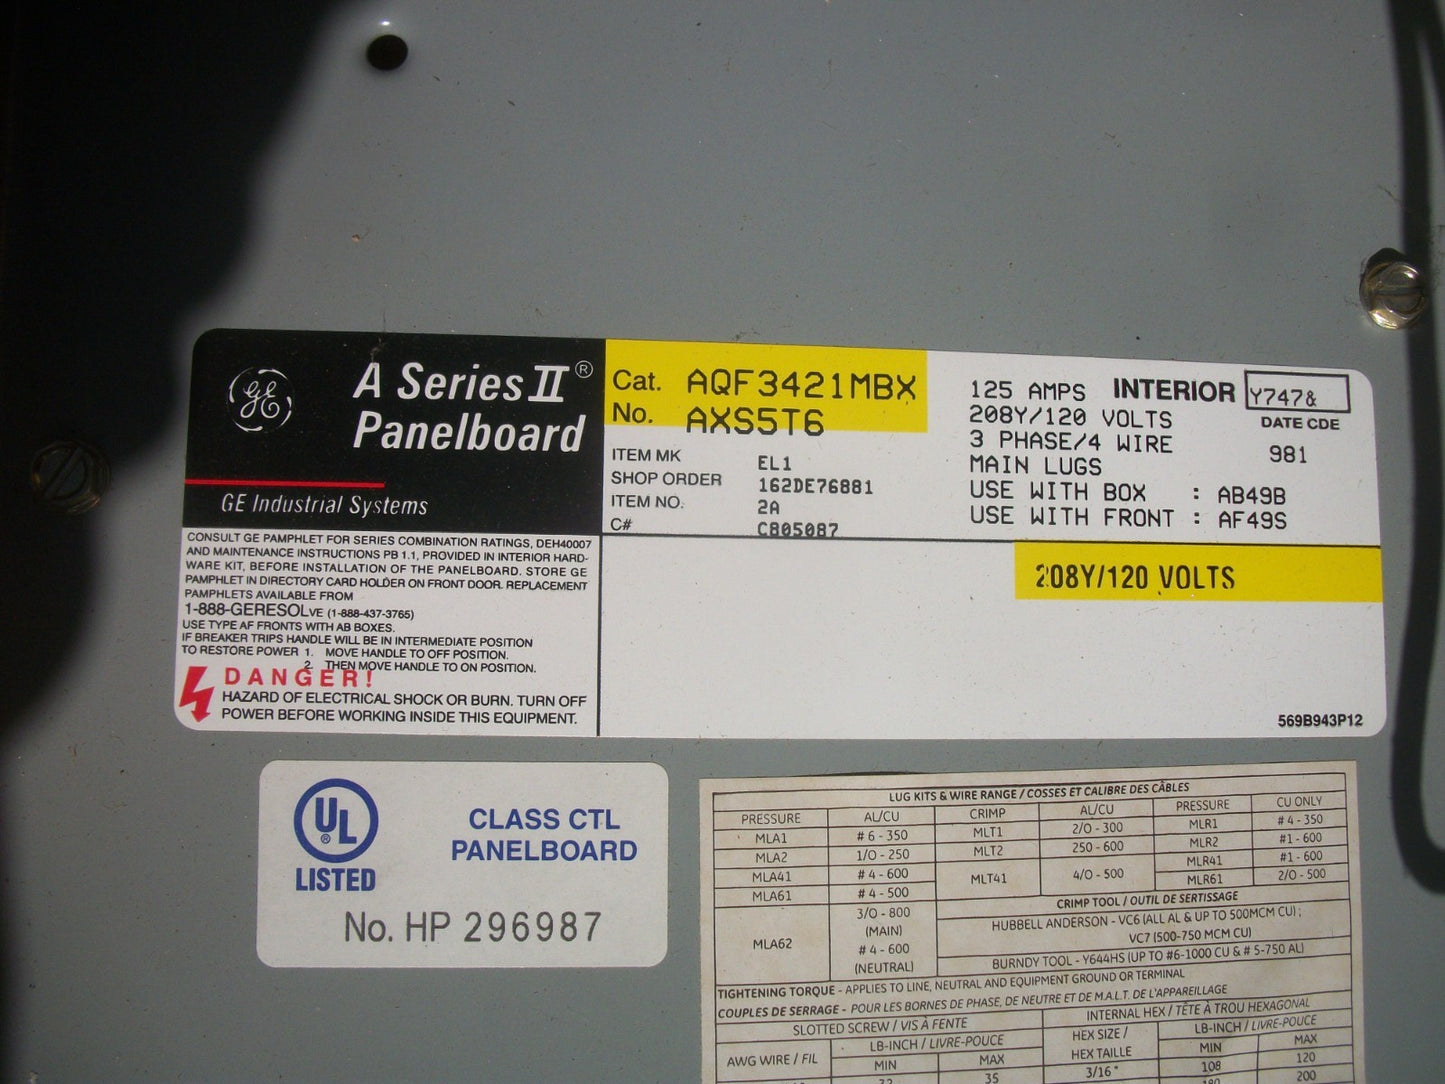 GE
A Series II ®
Panelboard
GE Industrial Systems
Cat. AQF3421MBX
No. AXS5T6
ITEM MK EL1
SHOP ORDER 162DE76881
ITEM NO. 2A
C# C805087
125 AMPS INTERIOR Y747&
208Y/120 VOLTS DATE CDE
3 PHASE/4 WIRE 981
MAIN LUGS
USE WITH BOX : AB49B
USE WITH FRONT : AF49S
208Y/120 VOLTS
569B943P12
CONSULT GE PAMPHLET FOR SERIES COMBINATION RATINGS, DEH40007
AND MAINTENANCE INSTRUCTIONS PB 1.1, PROVIDED IN INTERIOR HARD-
WARE KIT, BEFORE INSTALLATION OF THE PANELBOARD. STORE GE
PAMPHLET IN DIRECTORY CARD HOLDER ON FRONT DOOR. REPLACEMENT
PAMPHLETS AVAILABLE FROM
1-888-GERESOLVE (1-888-437-3765)
USE TYPE AF FRONTS WITH AB BOXES.
IF BREAKER TRIPS HANDLE WILL BE IN INTERMEDIATE POSITION
TO RESTORE POWER 1. MOVE HANDLE TO OFF POSITION.
2. THEN MOVE HANDLE TO ON POSITION.
DANGER!
HAZARD OF ELECTRICAL SHOCK OR BURN. TURN OFF
POWER BEFORE WORKING INSIDE THIS EQUIPMENT.
UL ®
LISTED
CLASS CTL
PANELBOARD
No. HP 296987
LUG KITS & WIRE RANGE / COSSES ET CALIBRE DES CÂBLES
PRESSURE AL/CU CRIMP AL/CU PRESSURE CU ONLY
MLA1 # 6 - 350 MLT1 2/O - 300 MLR1 # 4 - 350
MLA2 1/O - 250 MLT2 250 - 600 MLR2 #1 - 600
MLA41 # 4 - 600 MLT41 4/O - 500 MLR41 #1 - 600
MLA61 # 4 - 500 MLR61 2/O - 500
MLA62 3/O - 800
(MAIN)
# 4 - 600
(NEUTRAL)
CRIMP TOOL / OUTIL DE SERTISSAGE
HUBBELL ANDERSON - VC6 (ALL AL & UP TO 500MCM CU) ;
VC7 (500-750 MCM CU)
BURNDY TOOL - Y644HS (UP TO #6-1000 CU & # 5-750 AL)
TIGHTENING TORQUE - APPLIES TO LINE, NEUTRAL AND EQUIPMENT GROUND OR TERMINAL
COUPLES DE SERRAGE - POUR LES BORNES DE PHASE, DE NEUTRE ET DE M.A.L.T. DE L'APPAREILLAGE
SLOTTED SCREW / VIS À FENTE INTERNAL HEX / TÊTE À TROU HEXAGONAL
AWG WIRE / FIL LB-INCH / LIVRE-POUCE HEX SIZE / LB-INCH / LIVRE-POUCE
MIN MAX HEX TAILLE MIN MAX
35 3/16 " 108 120
200